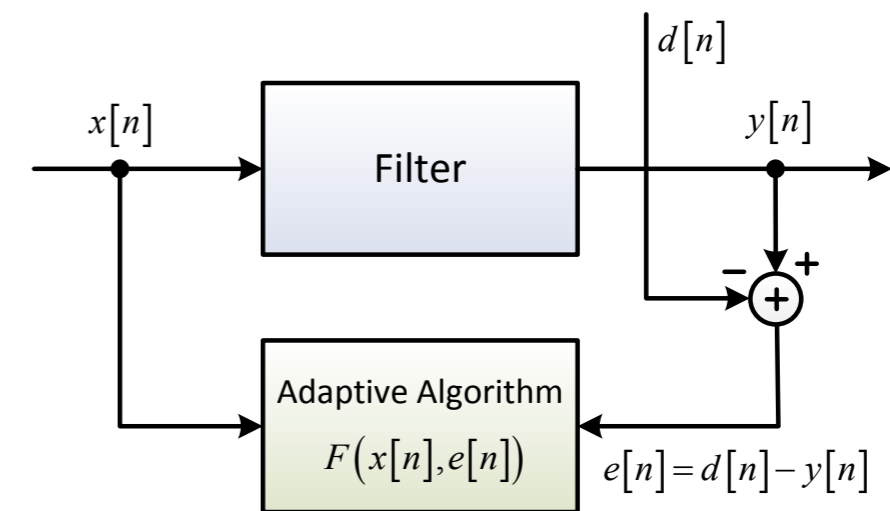 d[n]
x[n]
y[n]
Filter
− +
+
Adaptive Algorithm
F(x[n],e[n])
e[n]=d[n]−y[n]